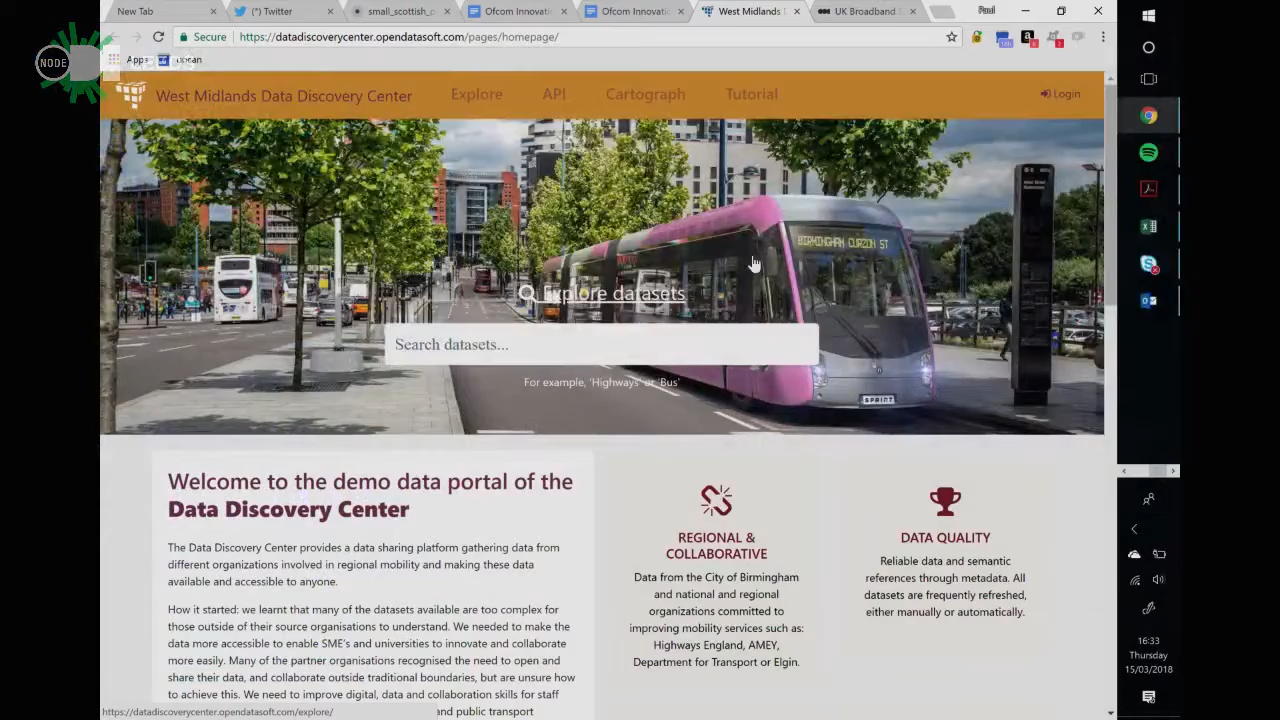 New Tab
(*) Twitter
small_scottish_c
Ofcom Innovatio
Ofcom Innovatio
West Midlands D
UK Broadband S
Paul
Secure
https://datadiscoverycenter.opendatasoft.com/pages/homepage/
NODE
Apps
West Midlands Data Discovery Center
Explore
API
Cartograph
Tutorial
Login
BIRMINGHAM CURZON ST
Explore datasets
Search datasets...
For example, 'Highways' or 'Bus'
SPRINT
Welcome to the demo data portal of the
Data Discovery Center
The Data Discovery Center provides a data sharing platform gathering data from
different organizations involved in regional mobility and making these data
available and accessible to anyone.
How it started: we learnt that many of the datasets available are too complex for
those outside of their source organisations to understand. We needed to make the
data more accessible to enable SME's and universities to innovate and collaborate
more easily. Many of the partner organisations recognised the need to open and
share their data, and collaborate outside traditional boundaries, but are unsure how
to achieve this. We need to improve digital, data and collaboration skills for staff
and public transport
REGIONAL &
COLLABORATIVE
Data from the City of Birmingham
and national and regional
organizations committed to
improving mobility services such as:
Highways England, AMEY,
Department for Transport or Elgin.
DATA QUALITY
Reliable data and semantic
references through metadata. All
datasets are frequently refreshed,
either manually or automatically.
https://datadiscoverycenter.opendatasoft.com/explore/
16:33
Thursday
15/03/2018